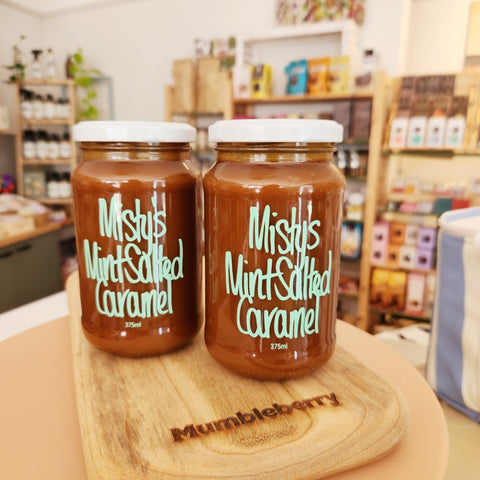 Misty's
Mint Salted
Caramel
375ml
Misty's
Mint Salted
Caramel
375ml
Mumbleberry